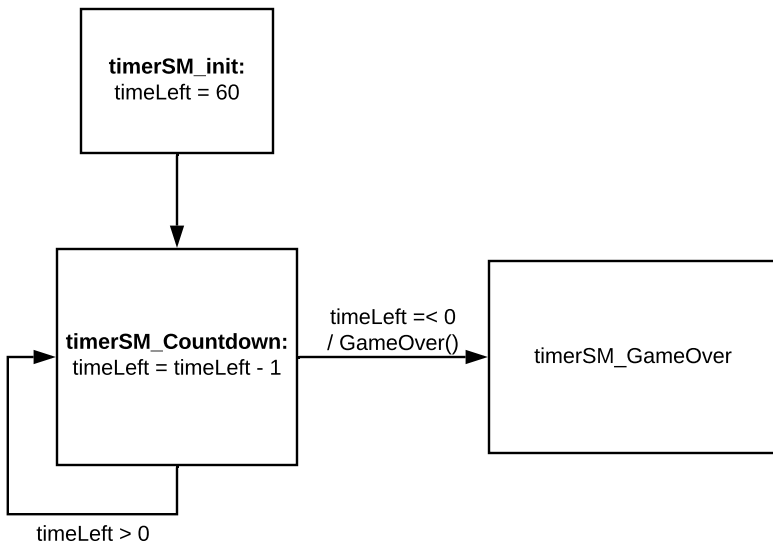 timerSM_init:
timeLeft = 60
timerSM_Countdown:
timeLeft = timeLeft - 1
timeLeft =< 0
/ GameOver()
timerSM_GameOver
timeLeft > 0